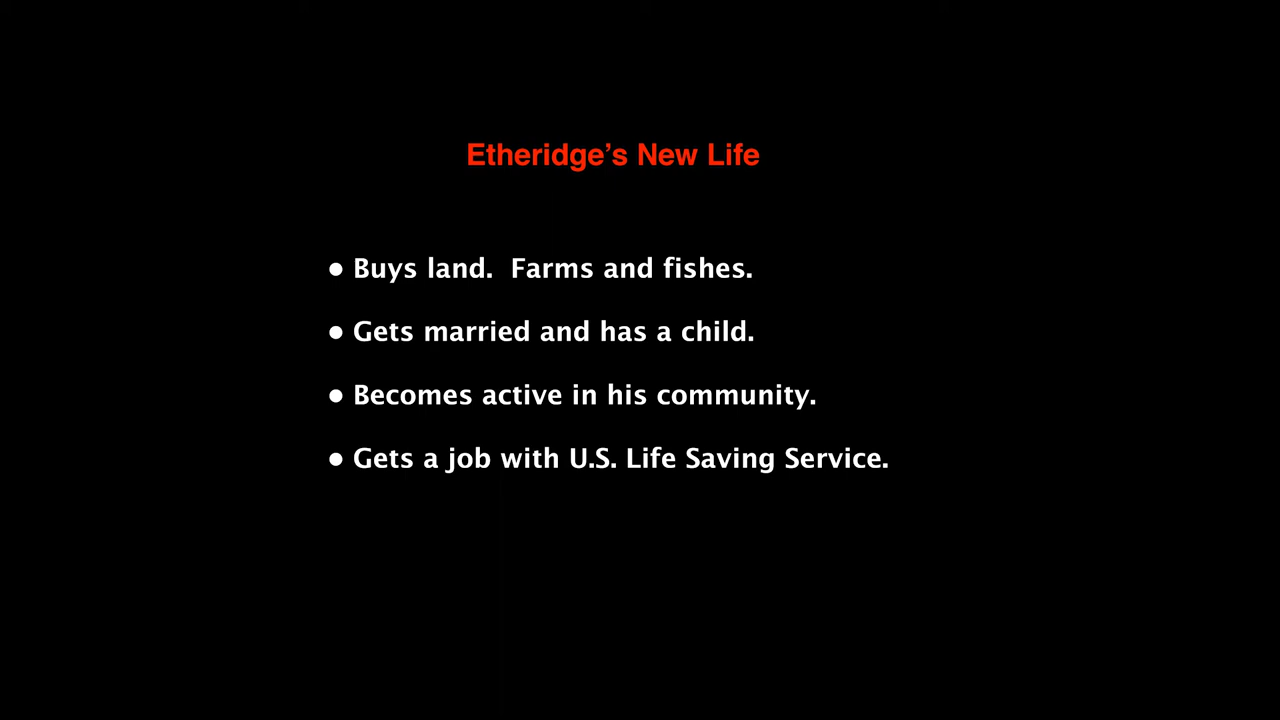 Etheridge’s New Life
• Buys land.  Farms and fishes.
• Gets married and has a child.
• Becomes active in his community.
• Gets a job with U.S. Life Saving Service.